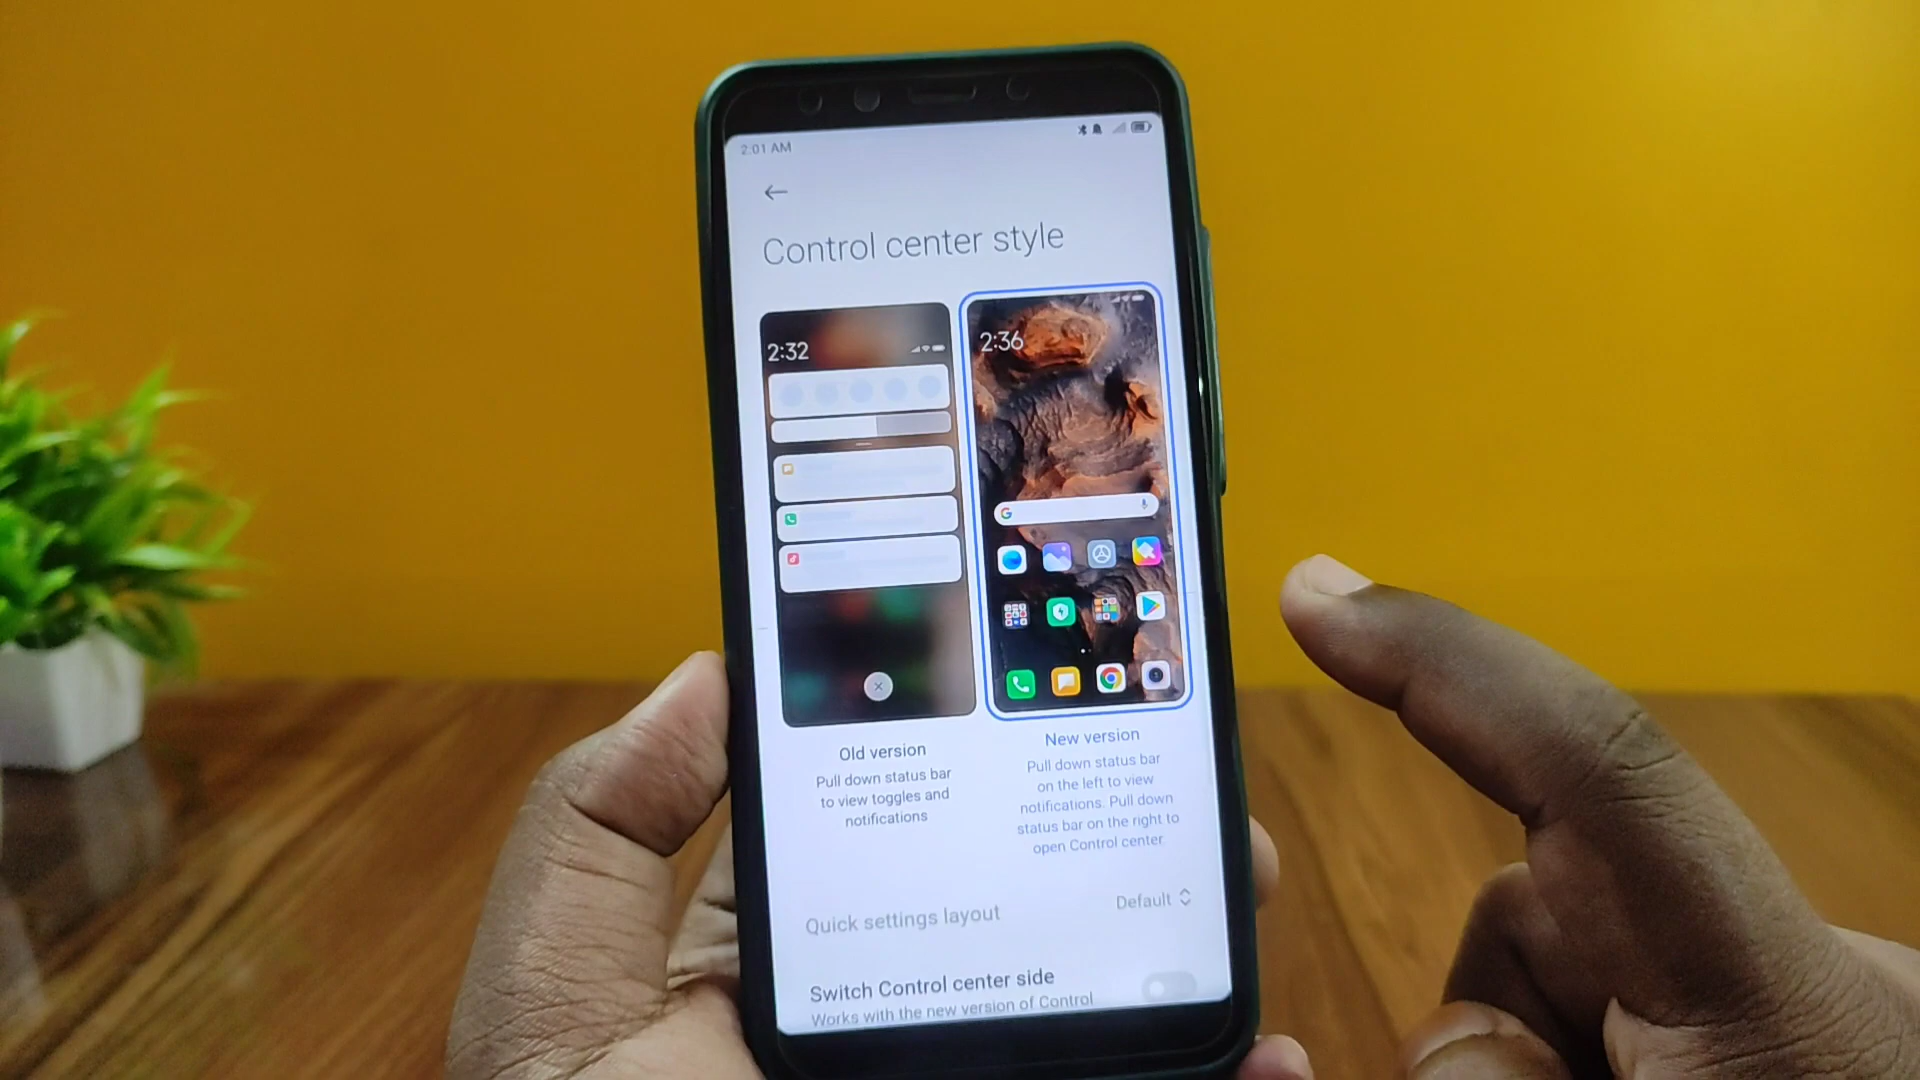 2:01 AM
Control center style
2:32
2:36
Old version
Pull down status bar
to view toggles and
notifications
New version
Pull down status bar
on the left to view
notifications. Pull down
status bar on the right to
open Control center.
Quick settings layout
Default
Switch Control center side
Works with the new version of Control